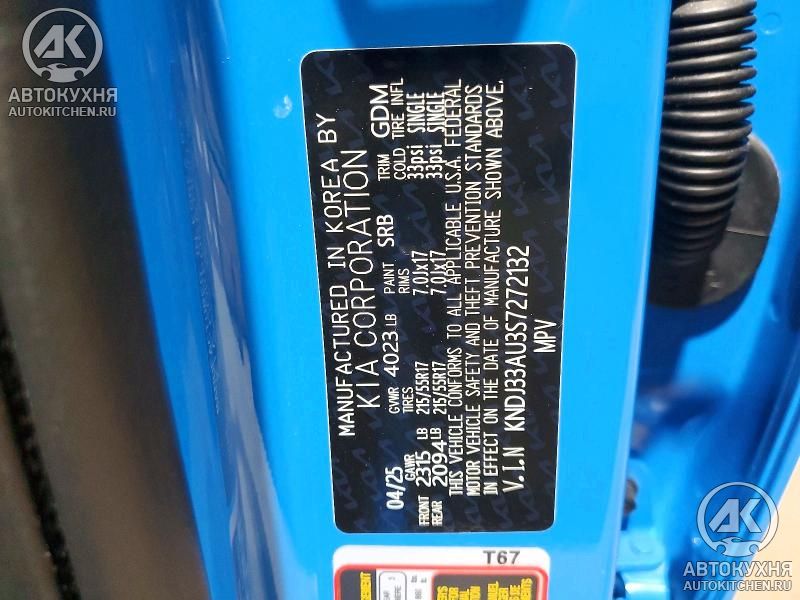 AK
АВТОКУХНЯ
AUTOKITCHEN.RU
MANUFACTURED IN KOREA BY
KIA CORPORATION
04/25 GVWR 4023 LB PAINT SRB TRIM GDM
GAWR TIRES RIMS COLD TIRE INFL
FRONT 2315 LB 215/55R17 7.0Jx17 33psi SINGLE
REAR 2094 LB 215/55R17 7.0Jx17 33psi SINGLE
THIS VEHICLE CONFORMS TO ALL APPLICABLE U.S.A. FEDERAL
MOTOR VEHICLE SAFETY AND THEFT PREVENTION STANDARDS
IN EFFECT ON THE DATE OF MANUFACTURE SHOWN ABOVE.
V.I.N KNDJ33AU3S7272132
MPV
T67
AK
АВТОКУХНЯ
AUTOKITCHEN.RU